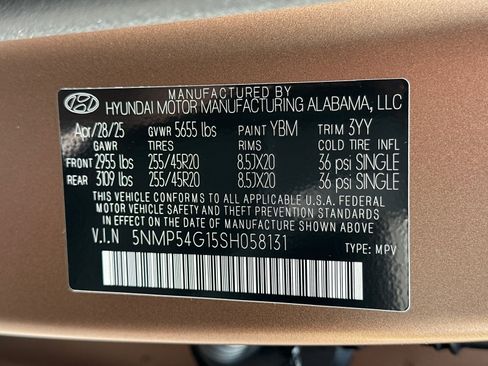 MANUFACTURED BY
HYUNDAI MOTOR MANUFACTURING ALABAMA, LLC
Apr/28/25 GVWR 5655 lbs PAINT YBM TRIM 3YY
GAWR TIRES RIMS COLD TIRE INFL
FRONT 2955 lbs 255/45R20 8.5JX20 36 psi SINGLE
REAR 3109 lbs 255/45R20 8.5JX20 36 psi SINGLE
THIS VEHICLE CONFORMS TO ALL APPLICABLE U.S.A. FEDERAL
MOTOR VEHICLE SAFETY AND THEFT PREVENTION STANDARDS
IN EFFECT ON THE DATE OF MANUFACTURE SHOWN ABOVE.
V.I.N 5NMP54G15SH058131 TYPE: MPV